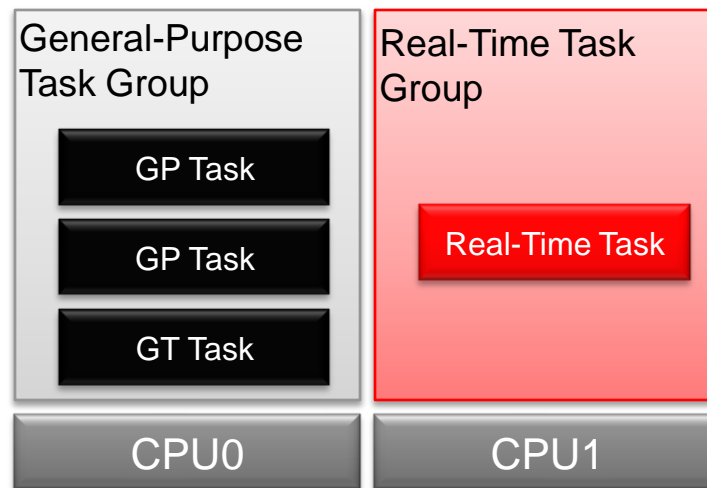 General-Purpose
Task Group
GP Task
GP Task
GT Task
CPU0
Real-Time Task
Group
Real-Time Task
CPU1